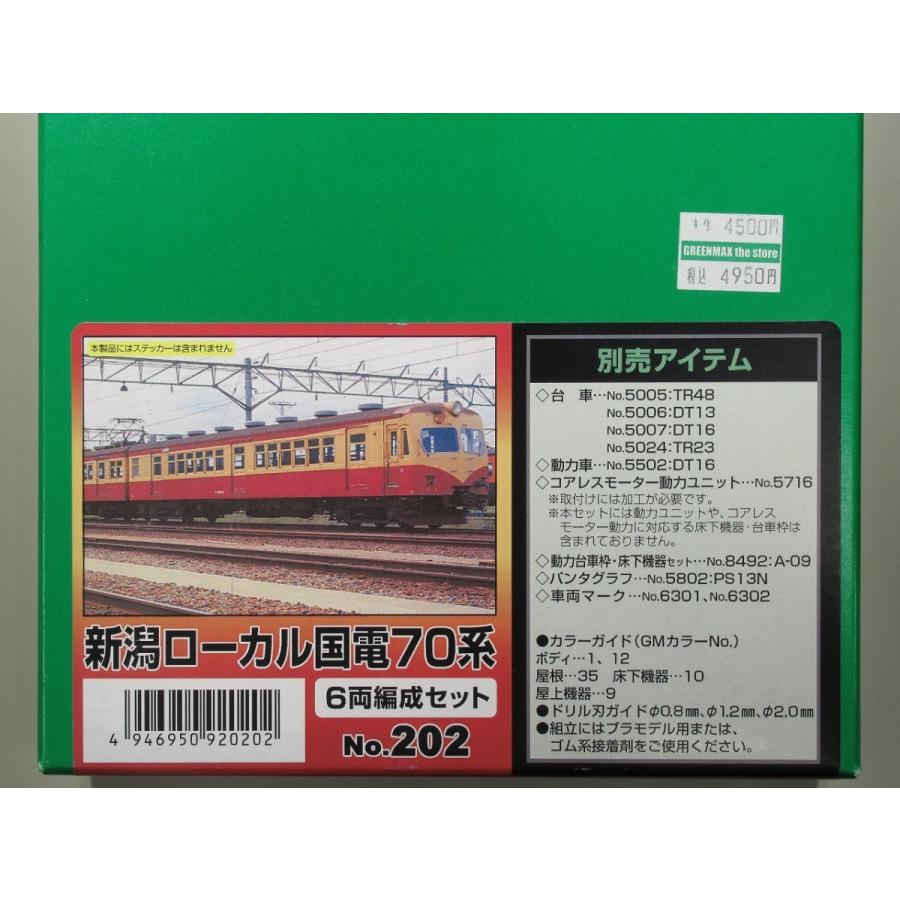 本体 4500円
GREENMAX the store
税込 4950円
本製品にはステッカーは含まれません
新潟ローカル国電70系
6両編成セット
No.202
4 946950 920202
別売アイテム
◇台 車…No.5005:TR48
No.5006:DT13
No.5007:DT16
No.5024:TR23
◇動力車…No.5502:DT16
◇コアレスモーター動力ユニット…No.5716
※取付けには加工が必要です。
※本セットには動力ユニットや、コアレス
モーター動力に対応する床下機器・台車枠は
含まれておりません。
◇動力台車枠・床下機器セット…No.8492:A-09
◇パンタグラフ…No.5802:PS13N
◇車両マーク…No.6301、No.6302
●カラーガイド(GMカラーNo.)
ボディ…1、12
屋根…35 床下機器…10
屋上機器…9
●ドリル刃ガイドφ0.8mm、φ1.2mm、φ2.0mm
●組立にはプラモデル用または、
ゴム系接着剤をご使用ください。